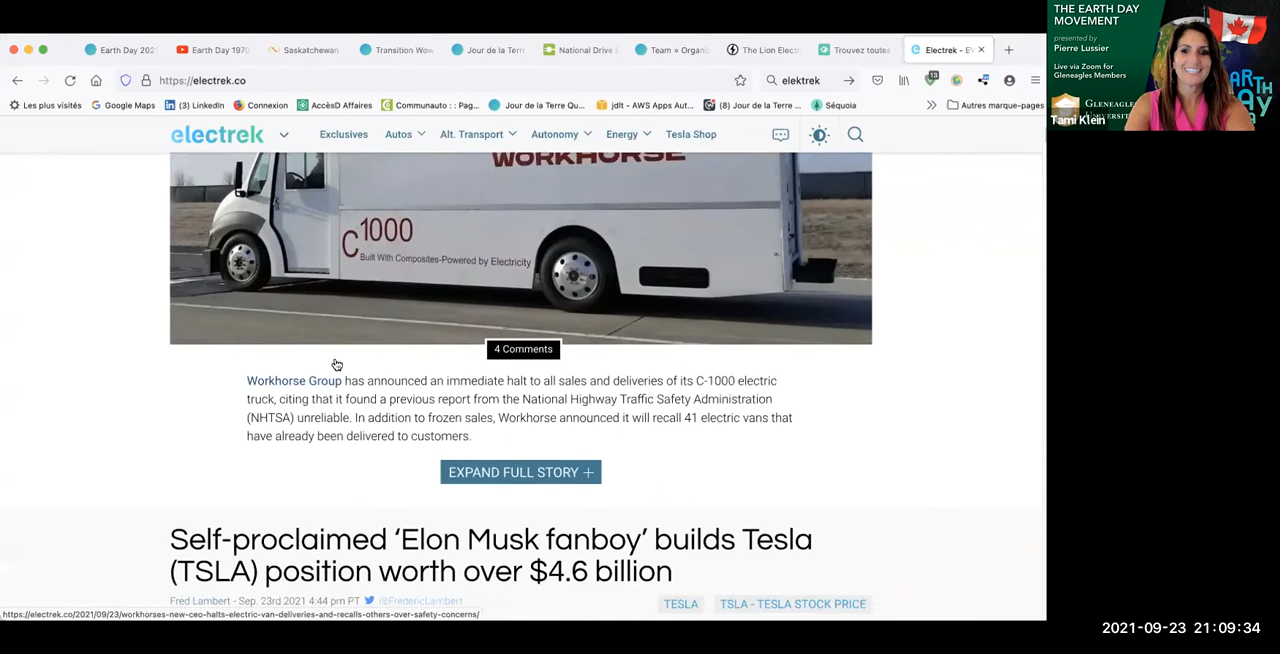 Earth Day 202
Earth Day 1970
Saskatchewan
Transition Wow
Jour de la Terre
National Drive E
Team » Organi
The Lion Electr
Trouvez toutes
Electrek - EV
https://electrek.co
elektrek
13
Les plus visités
Google Maps
(3) LinkedIn
Connexion
AccèsD Affaires
Communauto : : Pag...
Jour de la Terre Qu...
jdlt - AWS Apps Aut...
(8) Jour de la Terre ...
Séquoia
Autres marque-pages
electrek
Exclusives
Autos
Alt. Transport
Autonomy
Energy
Tesla Shop
WORKHORSE
C1000
Built With Composites-Powered by Electricity
4 Comments
Workhorse Group has announced an immediate halt to all sales and deliveries of its C-1000 electric
truck, citing that it found a previous report from the National Highway Traffic Safety Administration
(NHTSA) unreliable. In addition to frozen sales, Workhorse announced it will recall 41 electric vans that
have already been delivered to customers.
EXPAND FULL STORY +
Self-proclaimed ‘Elon Musk fanboy’ builds Tesla
(TSLA) position worth over $4.6 billion
Fred Lambert - Sep. 23rd 2021 4:44 pm PT @FredericLambert
TESLA
TSLA - TESLA STOCK PRICE
https://electrek.co/2021/09/23/workhorses-new-ceo-halts-electric-van-deliveries-and-recalls-others-over-safety-concerns/
THE EARTH DAY
MOVEMENT
presented by
Pierre Lussier
Live via Zoom for
Gleneagles Members
GLENEAGLE
Tami Klein
2021-09-23 21:09:34